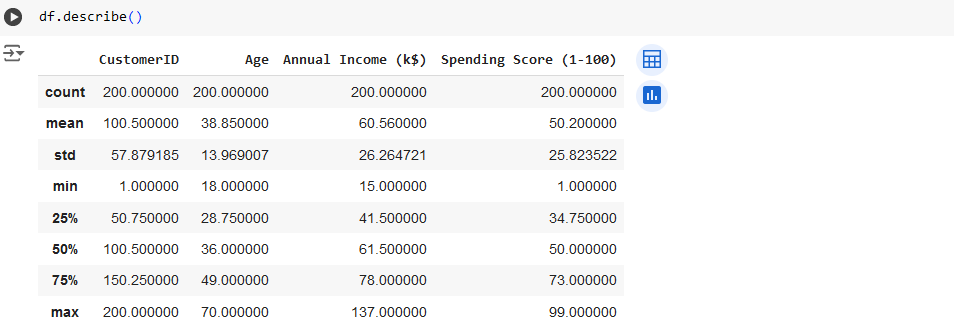 df.describe()
CustomerID Age Annual Income (k$) Spending Score (1-100)
count 200.000000 200.000000 200.000000 200.000000
mean 100.500000 38.850000 60.560000 50.200000
std 57.879185 13.969007 26.264721 25.823522
min 1.000000 18.000000 15.000000 1.000000
25% 50.750000 28.750000 41.500000 34.750000
50% 100.500000 36.000000 61.500000 50.000000
75% 150.250000 49.000000 78.000000 73.000000
max 200.000000 70.000000 137.000000 99.000000